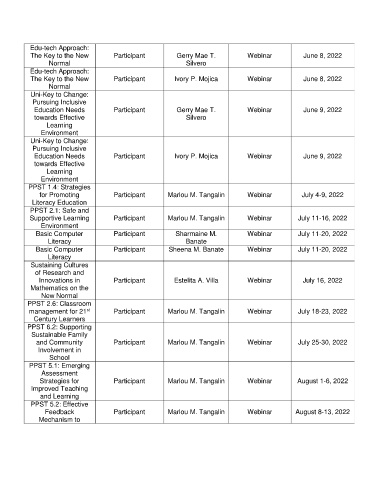 Edu-tech Approach:
The Key to the New
Normal
Participant
Gerry Mae T.
Silvero
Webinar
June 8, 2022
Edu-tech Approach:
The Key to the New
Normal
Participant
Ivory P. Mojica
Webinar
June 8, 2022
Uni-Key to Change:
Pursuing Inclusive
Education Needs
towards Effective
Learning
Environment
Participant
Gerry Mae T.
Silvero
Webinar
June 9, 2022
Uni-Key to Change:
Pursuing Inclusive
Education Needs
towards Effective
Learning
Environment
Participant
Ivory P. Mojica
Webinar
June 9, 2022
PPST 1.4: Strategies
for Promoting
Literacy Education
Participant
Marlou M. Tangalin
Webinar
July 4-9, 2022
PPST 2.1: Safe and
Supportive Learning
Environment
Participant
Marlou M. Tangalin
Webinar
July 11-16, 2022
Basic Computer
Literacy
Participant
Sharmaine M.
Banate
Webinar
July 11-20, 2022
Basic Computer
Literacy
Participant
Sheena M. Banate
Webinar
July 11-20, 2022
Sustaining Cultures
of Research and
Innovations in
Mathematics on the
New Normal
Participant
Estelita A. Villa
Webinar
July 16, 2022
PPST 2.6: Classroom
management for 21st
Century Learners
Participant
Marlou M. Tangalin
Webinar
July 18-23, 2022
PPST 6.2: Supporting
Sustainable Family
and Community
Involvement in
School
Participant
Marlou M. Tangalin
Webinar
July 25-30, 2022
PPST 5.1: Emerging
Assessment
Strategies for
Improved Teaching
and Learning
Participant
Marlou M. Tangalin
Webinar
August 1-6, 2022
PPST 5.2: Effective
Feedback
Mechanism to
Participant
Marlou M. Tangalin
Webinar
August 8-13, 2022